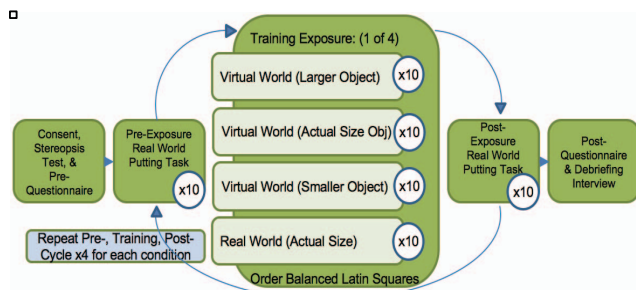 Training Exposure: (1 of 4)
Virtual World (Larger Object)
x10
Virtual World (Actual Size Obj)
x10
Virtual World (Smaller Object)
x10
Real World (Actual Size)
x10
Order Balanced Latin Squares
Consent,
Stereopsis
Test, &
Pre-
Questionnaire
Pre-Exposure
Real World
Putting Task
x10
Repeat Pre-, Training, Post-
Cycle x4 for each condition
Post-
Exposure
Real World
Putting Task
x10
Post-
Questionnaire
& Debriefing
Interview